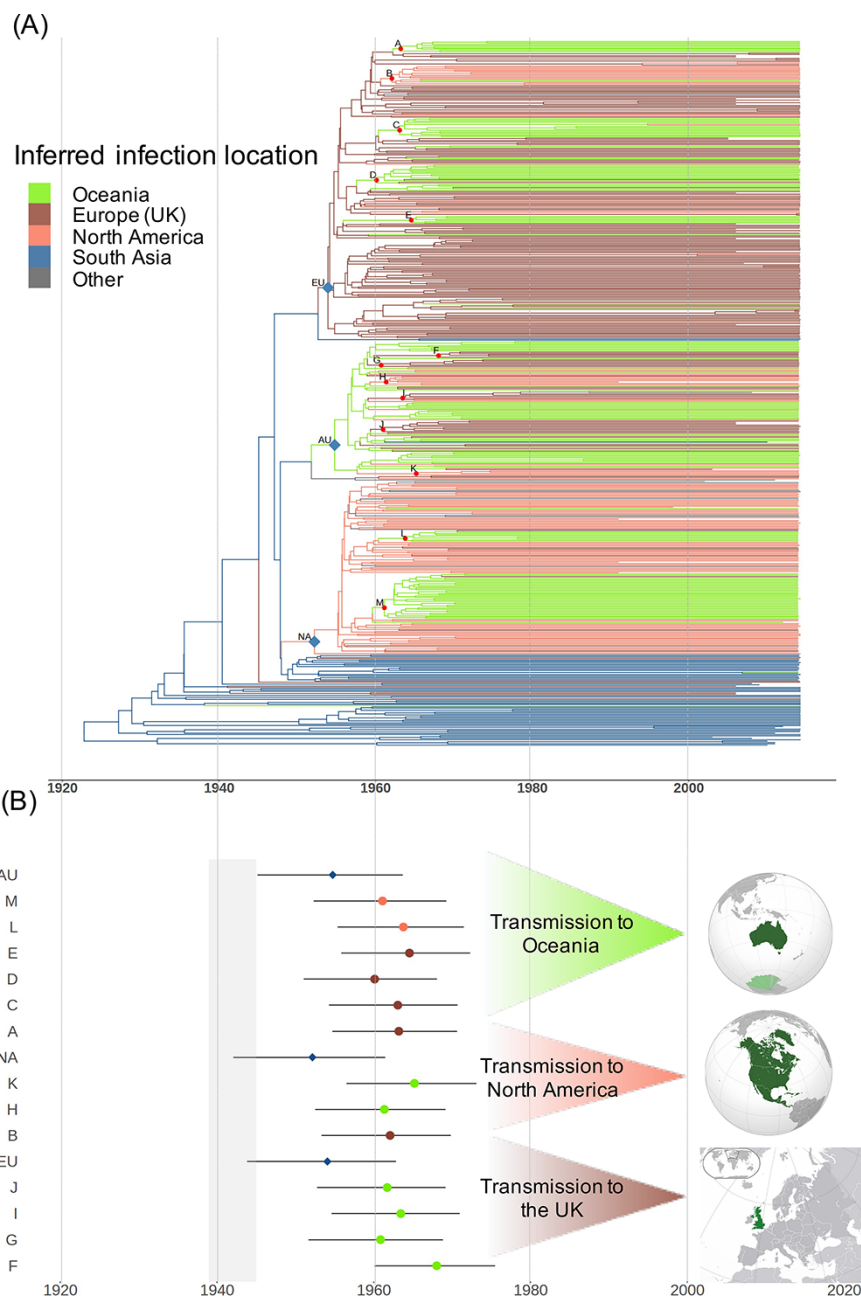 (A)
A
B
C
Inferred infection location
D
Oceania
Europe (UK)
E
North America
South Asia
Other
EU
F
G
H
I
J
AU
K
L
M
NA
1920 1940 1960 1980 2000
(B)
AU
M
L
Transmission to
Oceania
E
D
C
A
NA
Transmission to
North America
K
H
B
EU
Transmission to
the UK
J
I
G
F
1920 1940 1960 1980 2000 2020